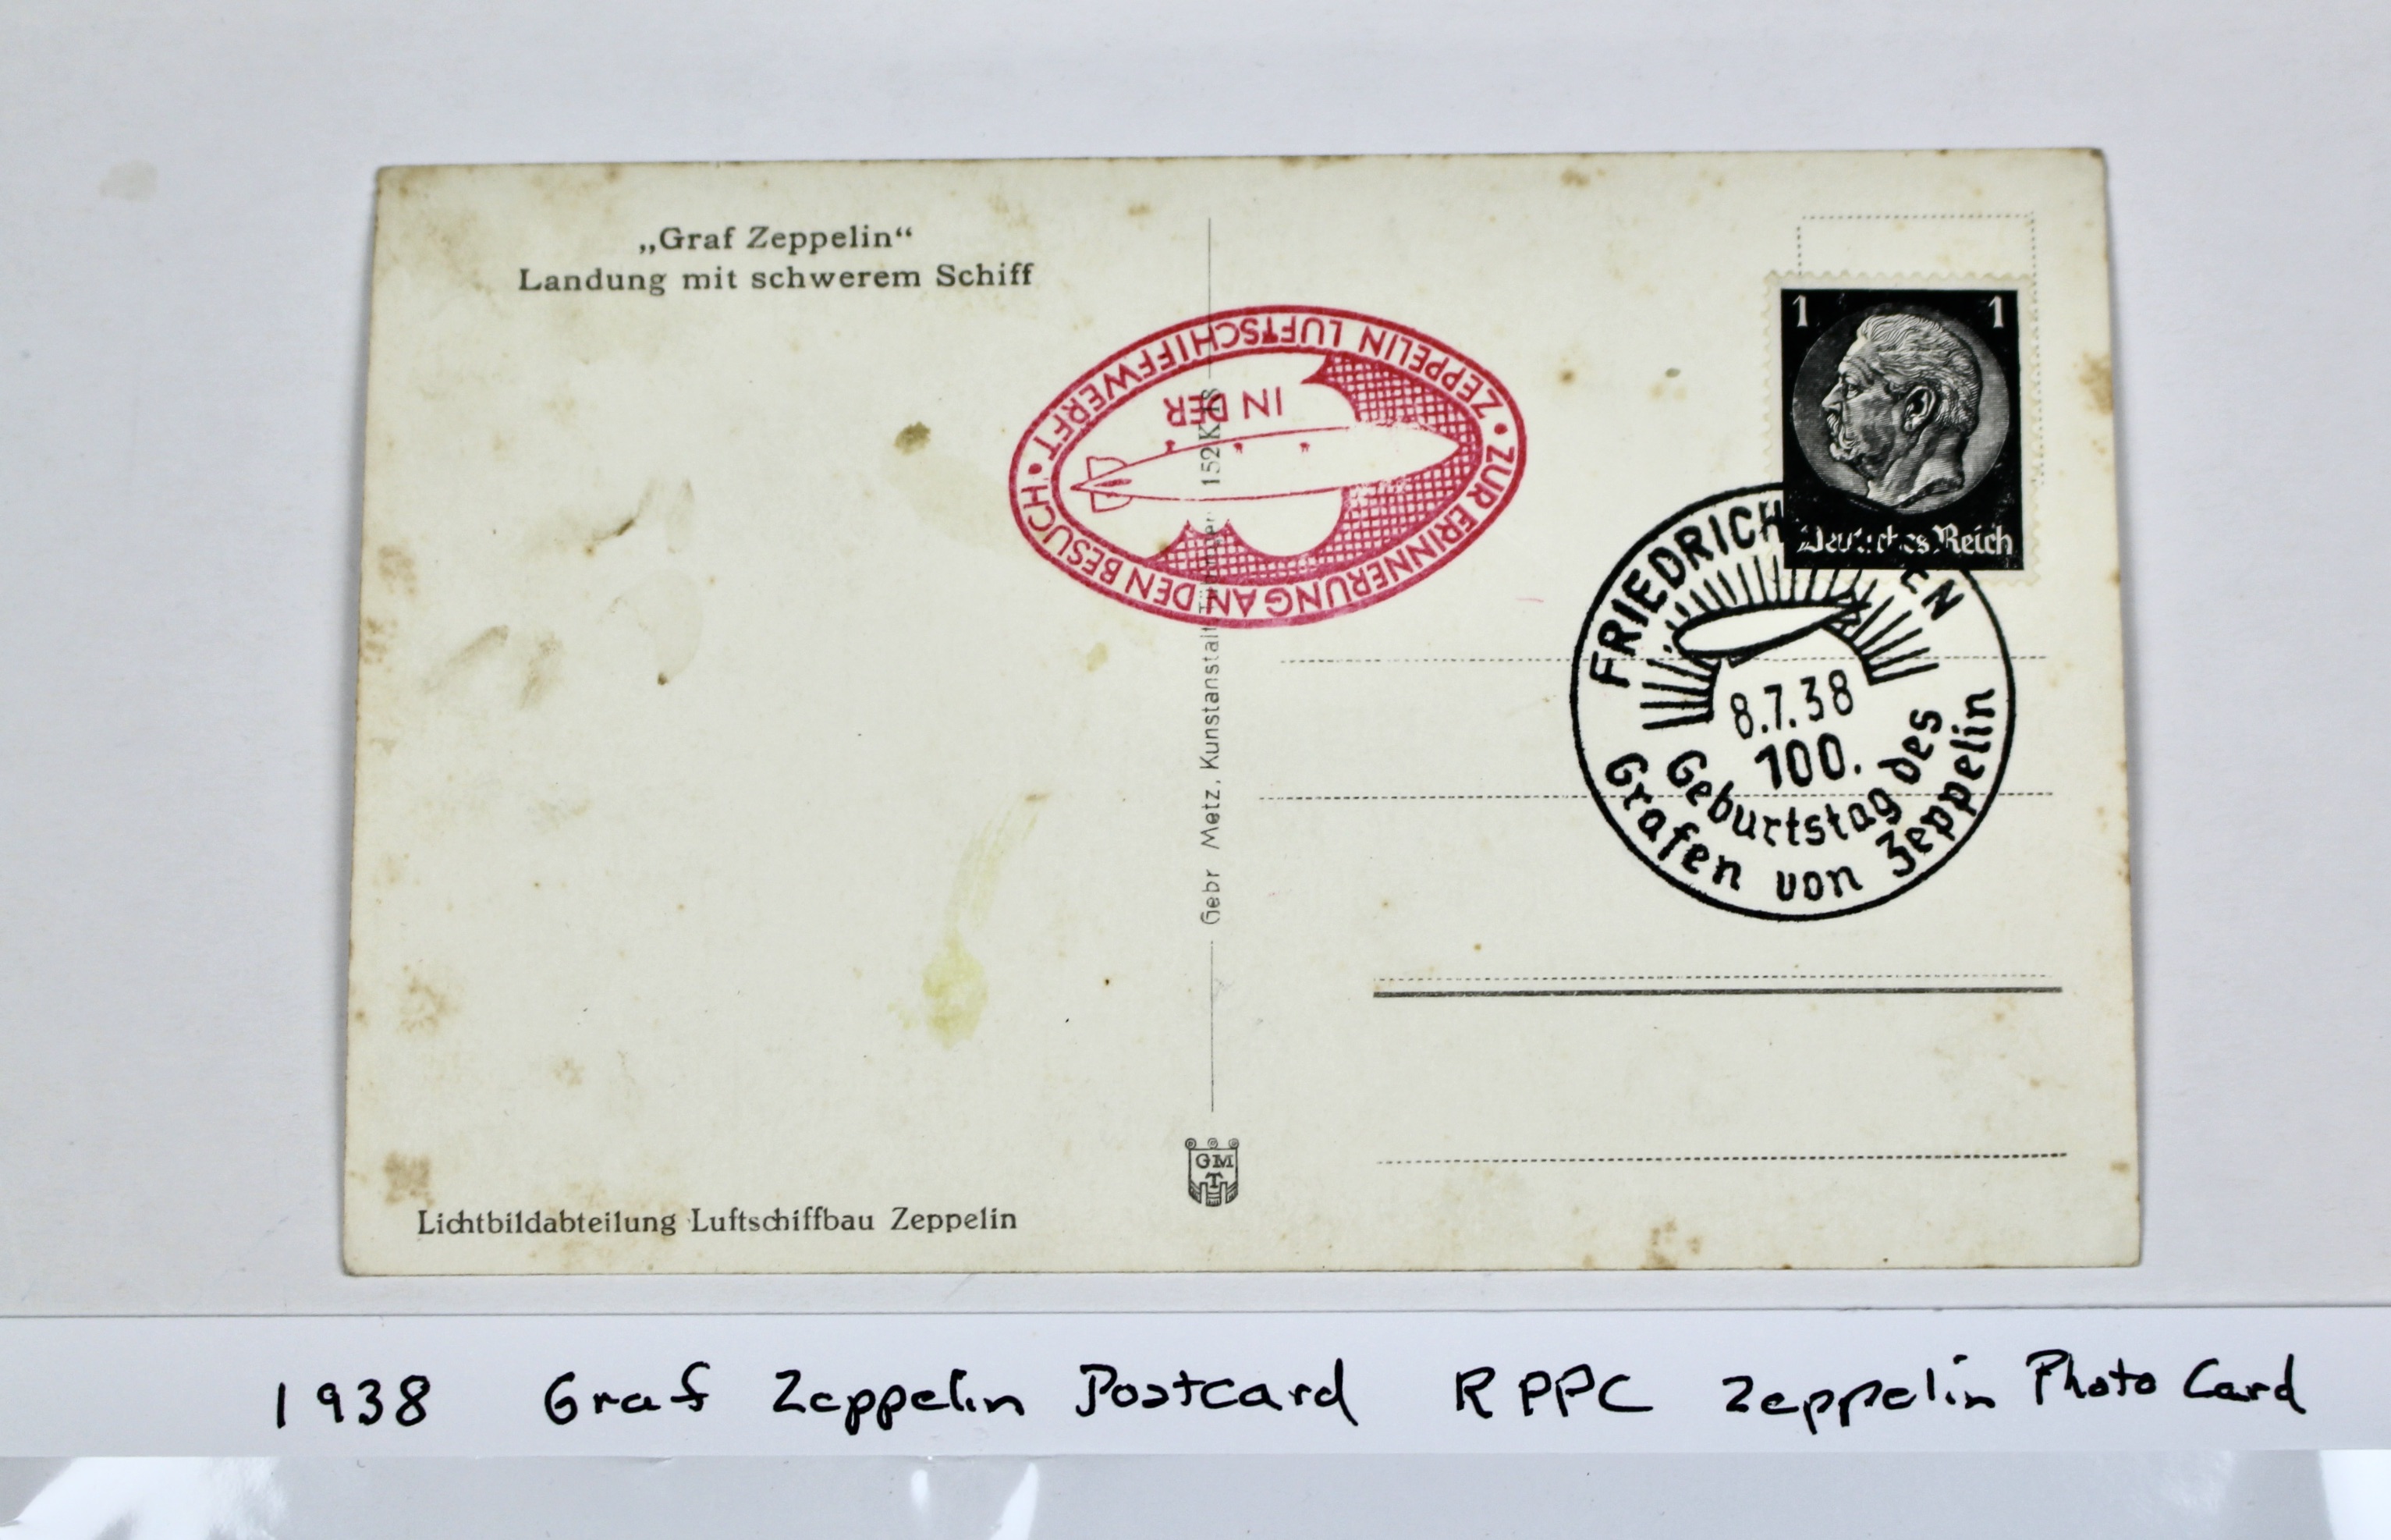 „Graf Zeppelin“
Landung mit schwerem Schiff
ZUR ERINNERUNG AN DEN BESUCH •
IN DER
ZEPPELIN LUFTSCHIFFWERFT •
1 1
Deutsches Reich
FRIEDRICH EN
8.7.38
100.
Geburtstag des
Grafen von Zeppelin
Gebr Metz, Kunstanstalt, Tübingen
GM
T
Lichtbildabteilung Luftschiffbau Zeppelin
1938 Graf Zeppelin Postcard RPPC Zeppelin Photo Card